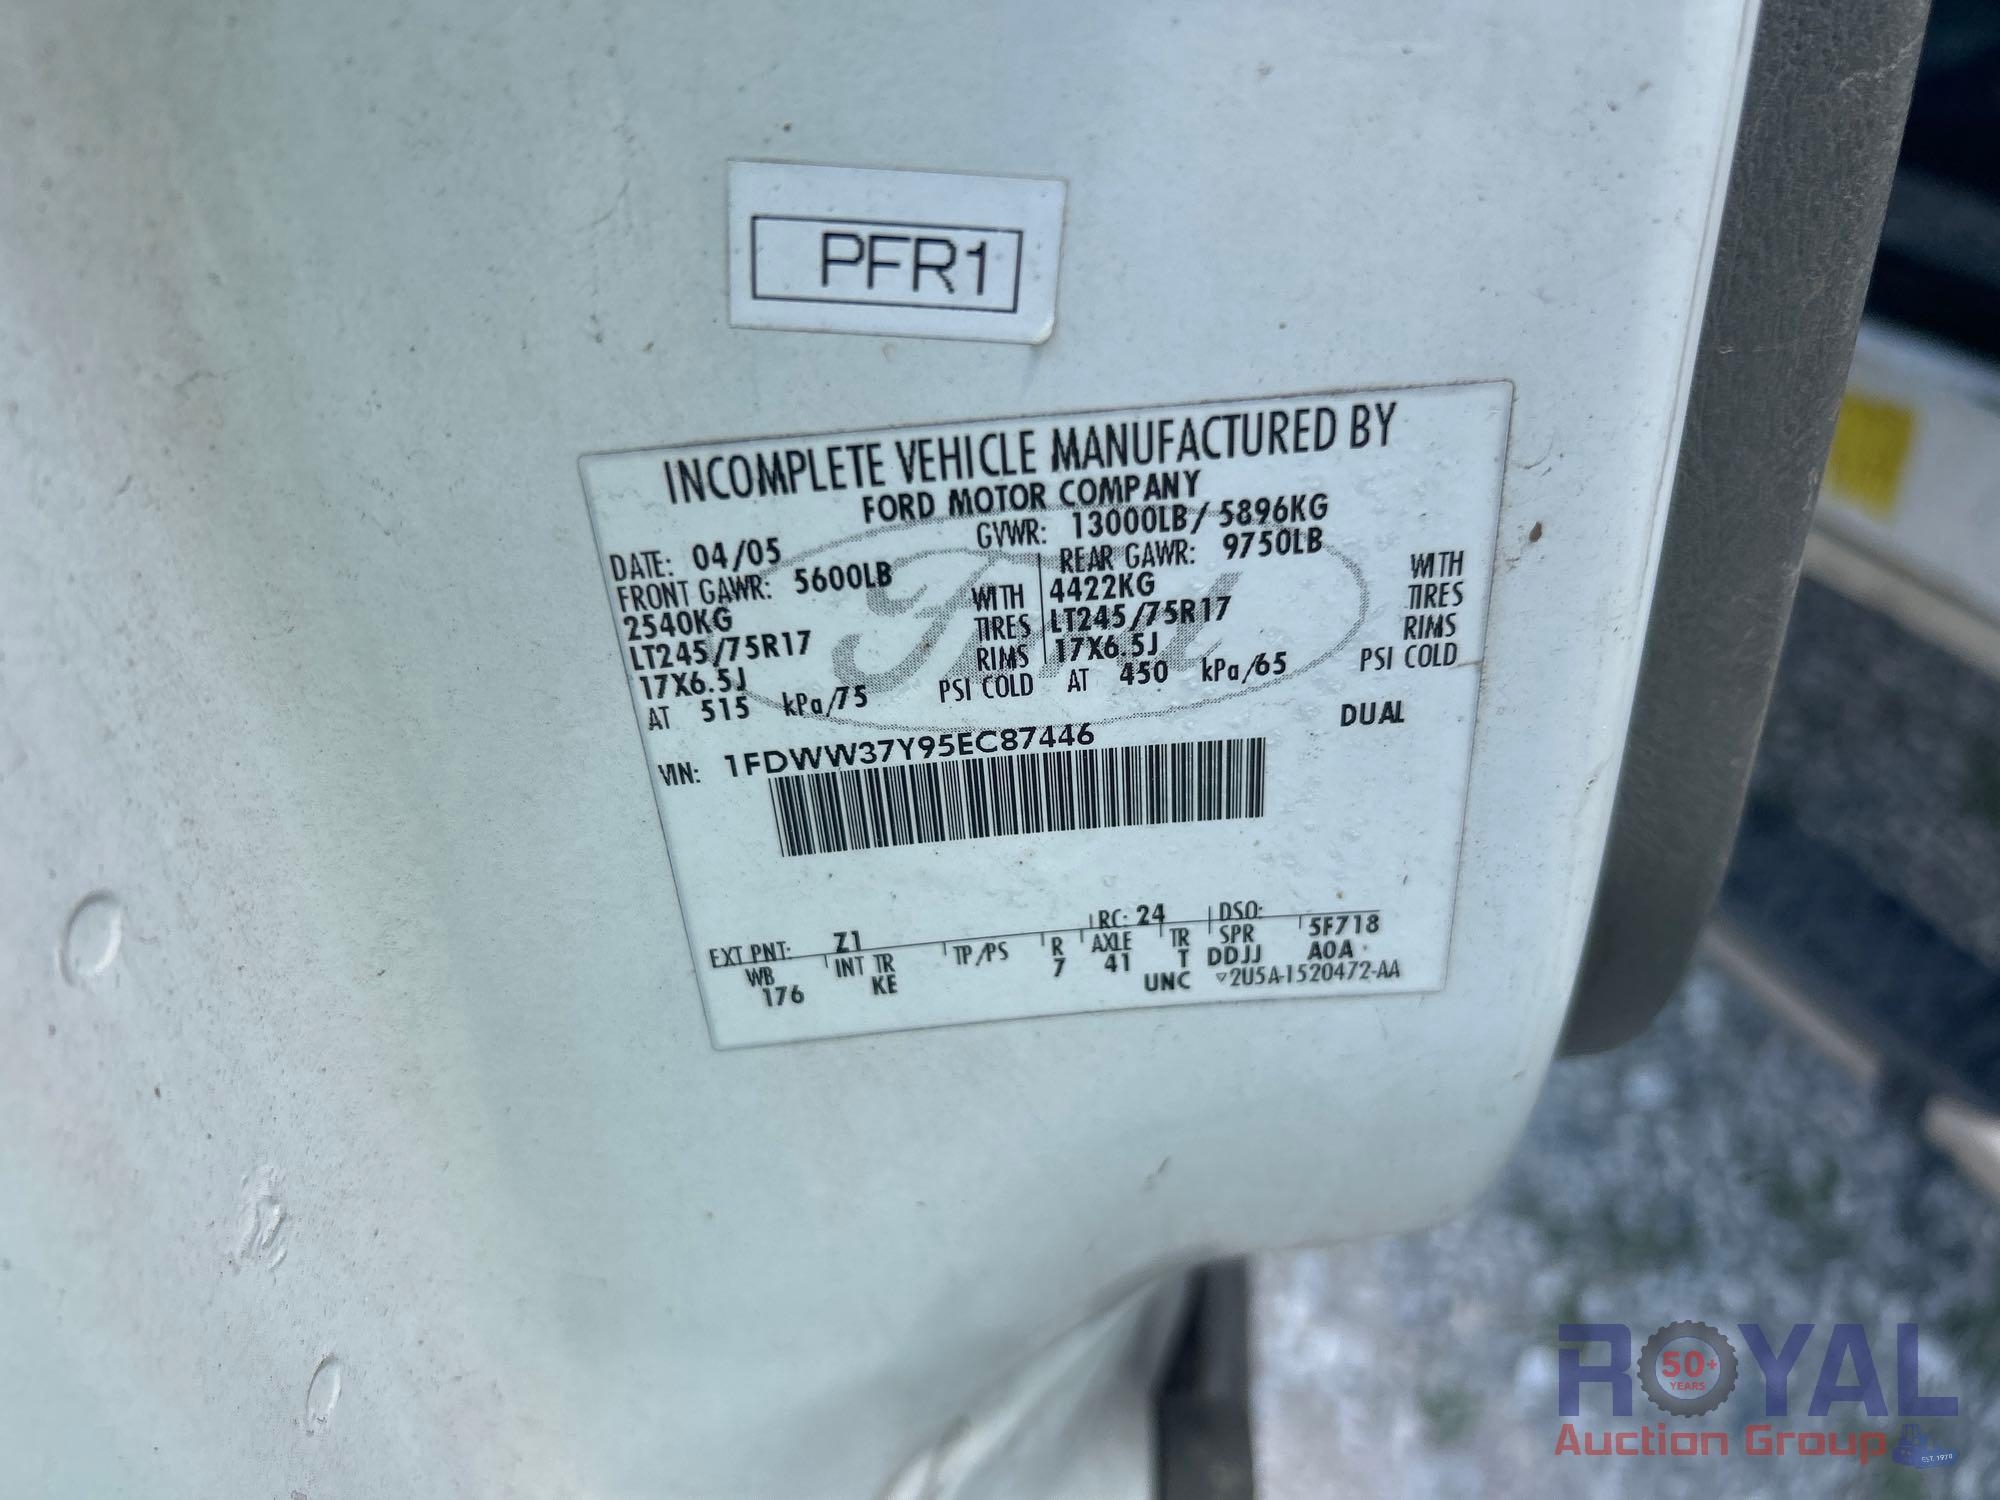 PFR1
INCOMPLETE VEHICLE MANUFACTURED BY
FORD MOTOR COMPANY
DATE: 04/05 GVWR: 13000LB/ 5896KG
FRONT GAWR: 5600LB REAR GAWR: 9750LB
2540KG WITH 4422KG WITH
LT245/75R17 TIRES LT245/75R17 TIRES
17X6.5J RIMS 17X6.5J RIMS
AT 515 kPa/75 PSI COLD AT 450 kPa/65 PSI COLD
VIN: 1FDWW37Y95EC87446 DUAL
EXT PNT: Z1 RC: 24 DSO: 5F718
WB INT TR TP/PS R AXLE TR SPR A0A
176 KE 7 41 T DDJJ
UNC ▽2U5A-1520472-AA
Ford
ROYAL
50+
YEARS
Auction Group
EST. 1970